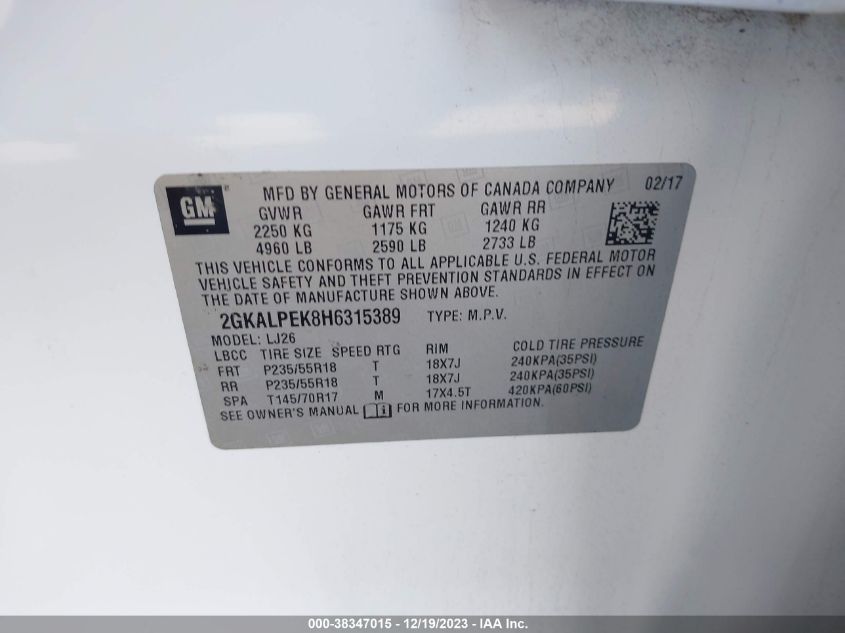 GM
MFD BY GENERAL MOTORS OF CANADA COMPANY 02/17
GVWR GAWR FRT GAWR RR
2250 KG 1175 KG 1240 KG
4960 LB 2590 LB 2733 LB
THIS VEHICLE CONFORMS TO ALL APPLICABLE U.S. FEDERAL MOTOR
VEHICLE SAFETY AND THEFT PREVENTION STANDARDS IN EFFECT ON
THE DATE OF MANUFACTURE SHOWN ABOVE.
2GKALPEK8H6315389 TYPE: M.P.V.
MODEL: LJ26
LBCC TIRE SIZE SPEED RTG RIM COLD TIRE PRESSURE
FRT P235/55R18 T 18X7J 240KPA(35PSI)
RR P235/55R18 T 18X7J 240KPA(35PSI)
SPA T145/70R17 M 17X4.5T 420KPA(60PSI)
SEE OWNER'S MANUAL FOR MORE INFORMATION.
000-38347015 - 12/19/2023 - IAA Inc.